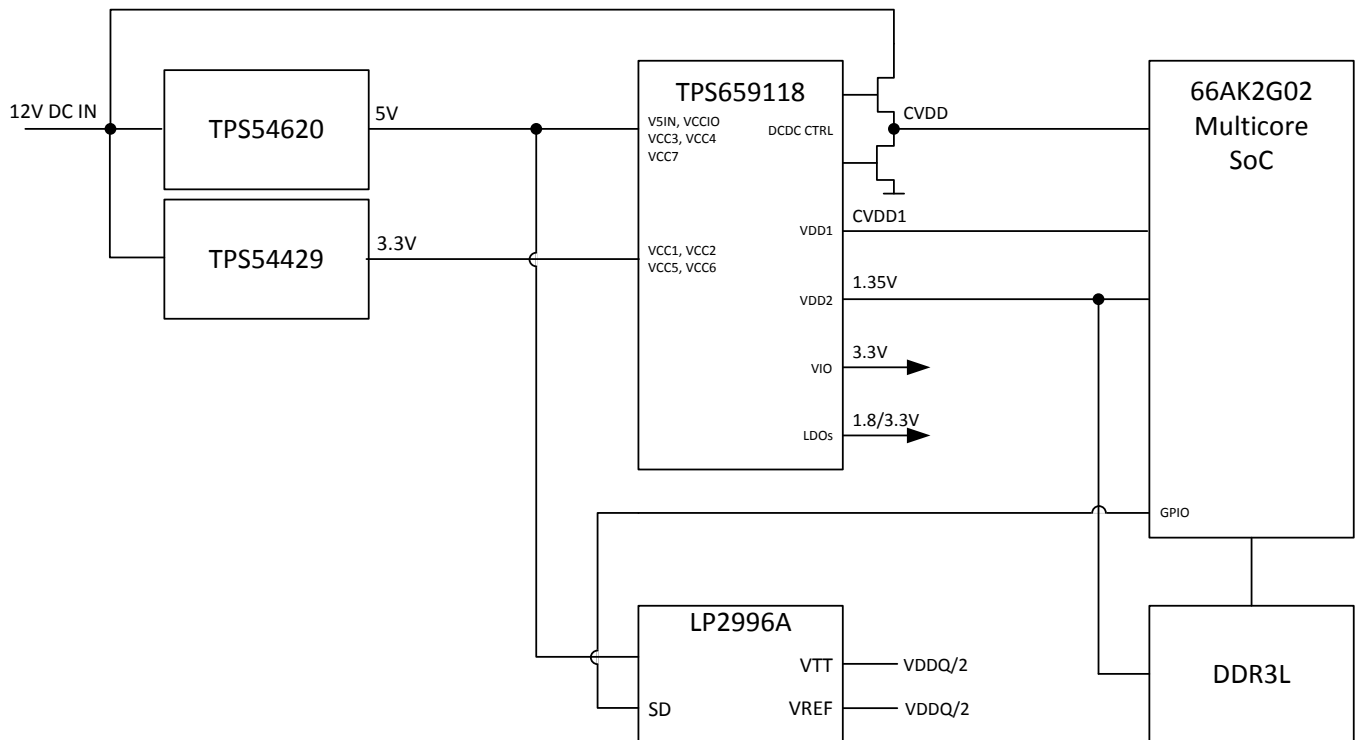 12V DC IN
TPS54620
5V
TPS54429
3.3V
TPS659118
V5IN, VCCIO
VCC3, VCC4
VCC7
DCDC CTRL
VCC1, VCC2
VCC5, VCC6
VDD1
VDD2
VIO
LDOs
CVDD
CVDD1
1.35V
3.3V
1.8/3.3V
66AK2G02
Multicore
SoC
GPIO
LP2996A
VTT
VDDQ/2
SD
VREF
VDDQ/2
DDR3L